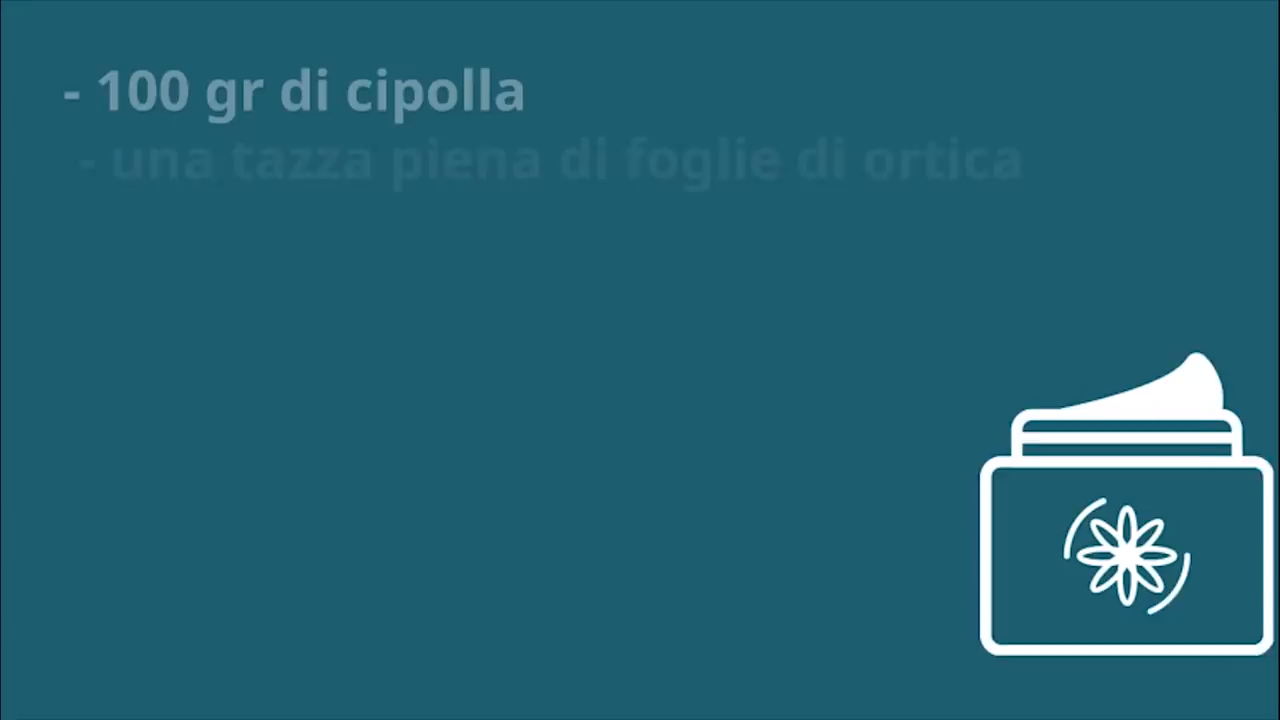 - 100 gr di cipolla
- una tazza piena di foglie di ortica